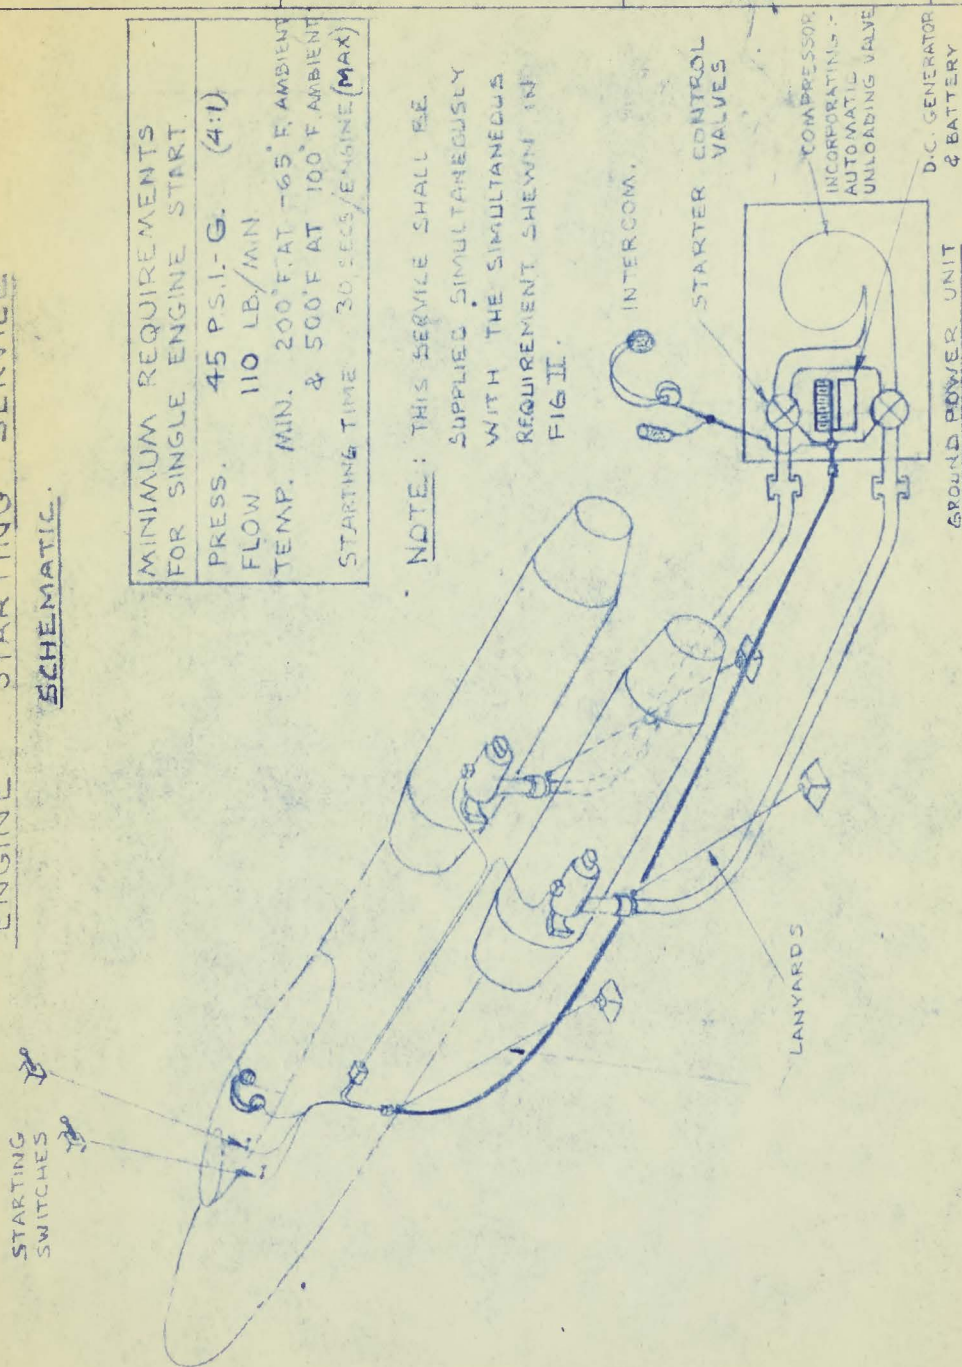 ENGINE STARTING SERVICE
SCHEMATIC.
MINIMUM REQUIREMENTS
FOR SINGLE ENGINE START.
PRESS. 45 P.S.I.-G. (4:1)
FLOW 110 LB/MIN
TEMP. MIN. 200°F. AT -65°F. AMBIENT
& 500°F AT 100°F. AMBIENT
STARTING TIME 30 SECS/ENGINE (MAX)
NOTE: THIS SERVICE SHALL BE
SUPPLIED SIMULTANEOUSLY
WITH THE SIMULTANEOUS
REQUIREMENT SHEWN IN
FIG II.
STARTING
SWITCHES
INTERCOM.
STARTER CONTROL
VALVES
COMPRESSOR
INCORPORATING:-
AUTOMATIC
UNLOADING VALVE
D.C. GENERATOR
& BATTERY
GROUND POWER UNIT
LANYARDS